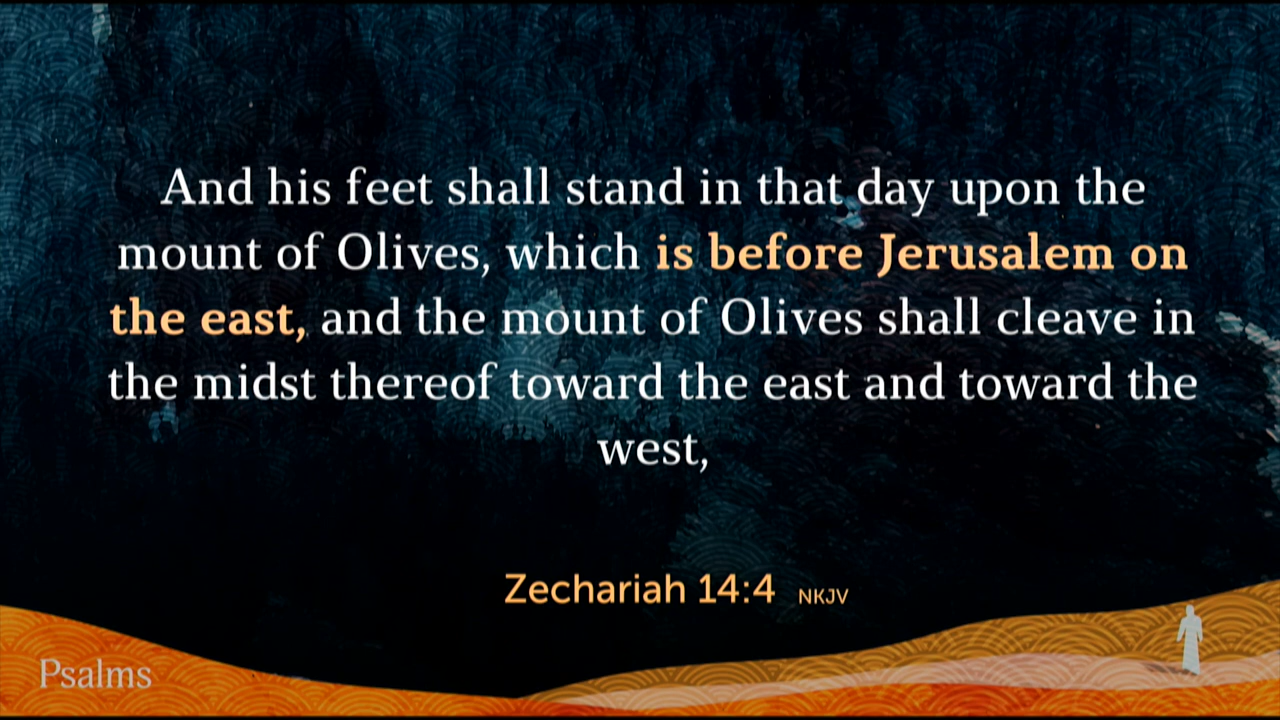 And his feet shall stand in that day upon the
mount of Olives, which is before Jerusalem on
the east, and the mount of Olives shall cleave in
the midst thereof toward the east and toward the
west,
Zechariah 14:4 NKJV
Psalms